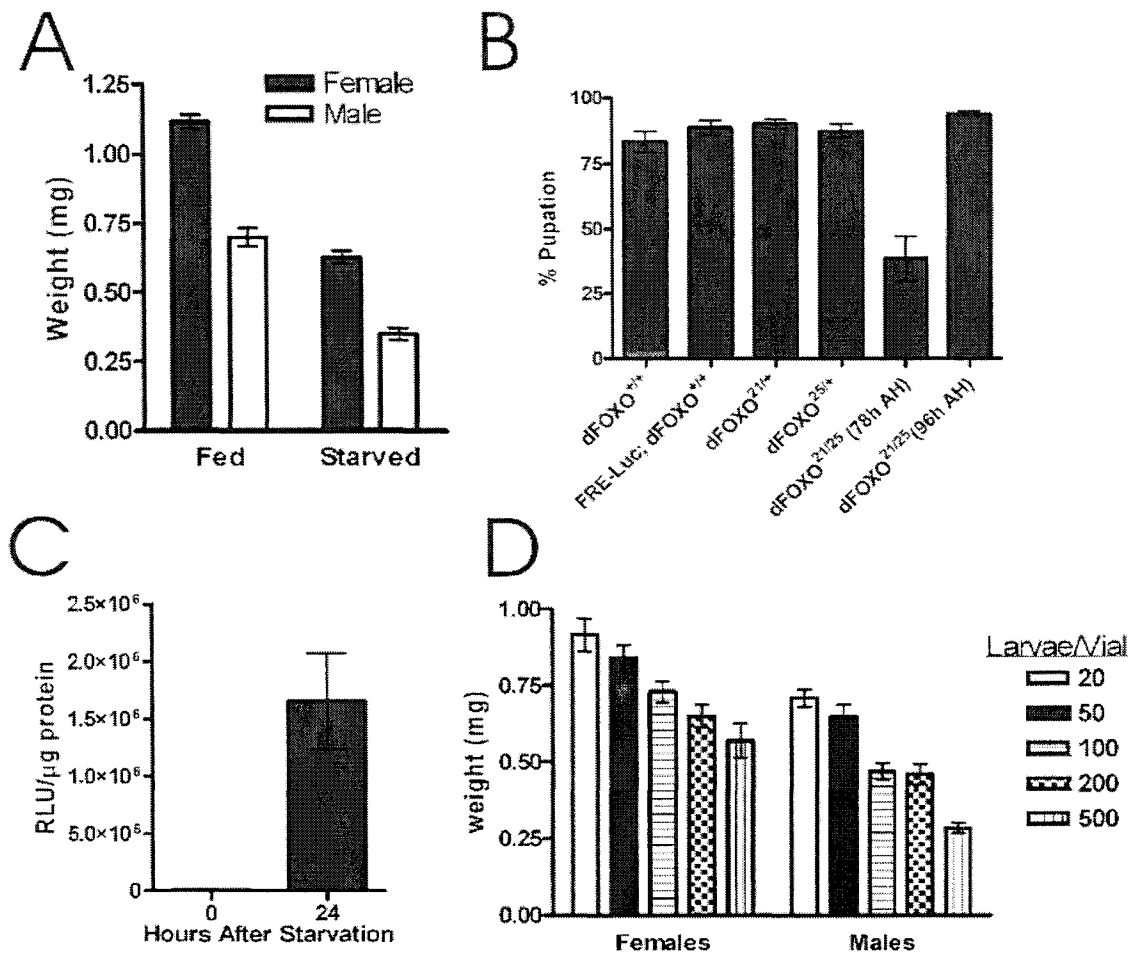 A
Weight (mg)
1.25
1.00
0.75
0.50
0.25
0.00
Female
Male
Fed Starved
B
% Pupation
100
75
50
25
0
dFOXO+/+
FRE-Luc; dFOXO+/+
dFOXO21/+
dFOXO25/+
dFOXO21/25 (78h AH)
dFOXO21/25 (96h AH)
C
RLU/µg protein
2.5×10⁶
2.0×10⁶
1.5×10⁶
1.0×10⁶
5.0×10⁵
0
0 24
Hours After Starvation
D
weight (mg)
1.00
0.75
0.50
0.25
0.00
Females Males
Larvae/Vial
20
50
100
200
500